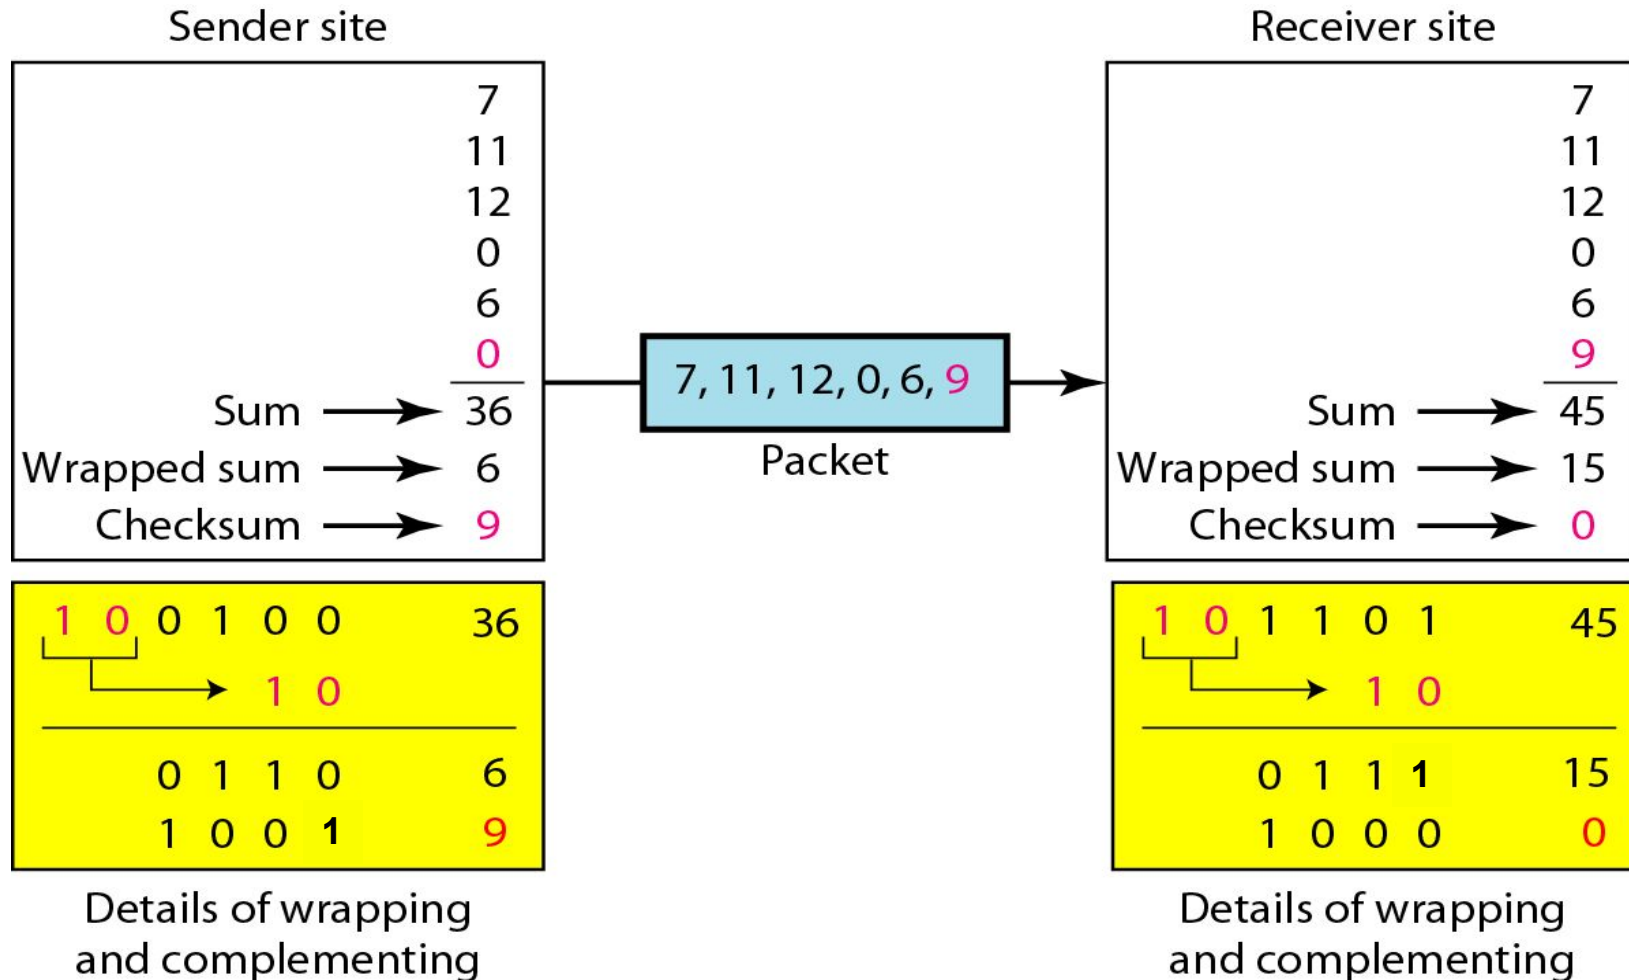 Sender site
7
11
12
0
6
0
Sum 36
Wrapped sum 6
Checksum 9
1 0 0 1 0 0 36
1 0
0 1 1 0 6
1 0 0 1 9
Details of wrapping
and complementing
7, 11, 12, 0, 6, 9
Packet
Receiver site
7
11
12
0
6
9
Sum 45
Wrapped sum 15
Checksum 0
1 0 1 1 0 1 45
1 0
0 1 1 1 15
1 0 0 0 0
Details of wrapping
and complementing